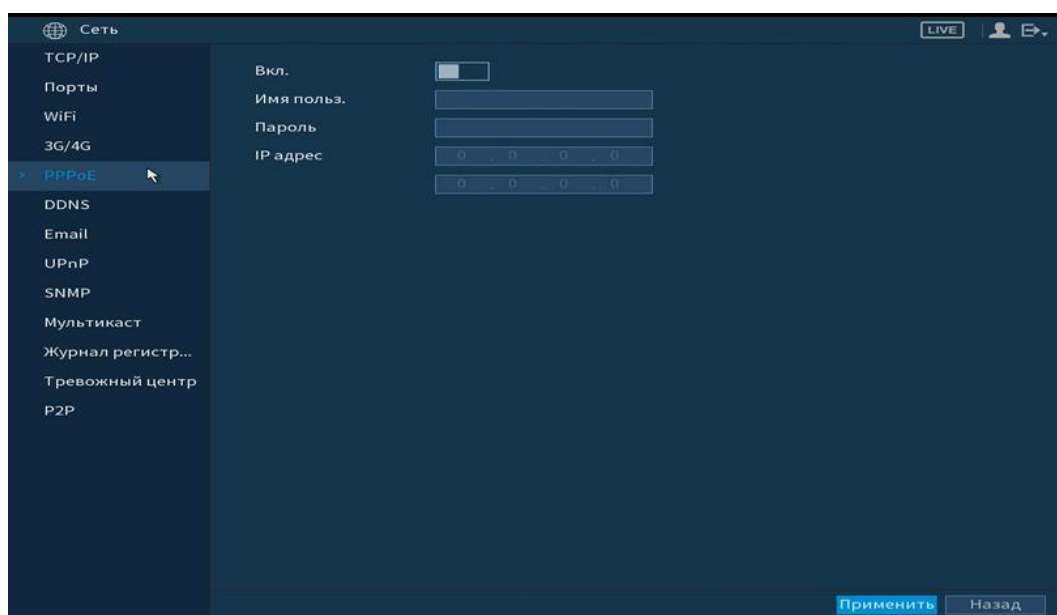 Сеть
LIVE
TCP/IP
Порты
WiFi
3G/4G
PPPoE
DDNS
Email
UPnP
SNMP
Мультикаст
Журнал регистр...
Тревожный центр
P2P
Вкл.
Имя польз.
Пароль
IP адрес
0 . 0 . 0 . 0
0 . 0 . 0 . 0
Применить
Назад